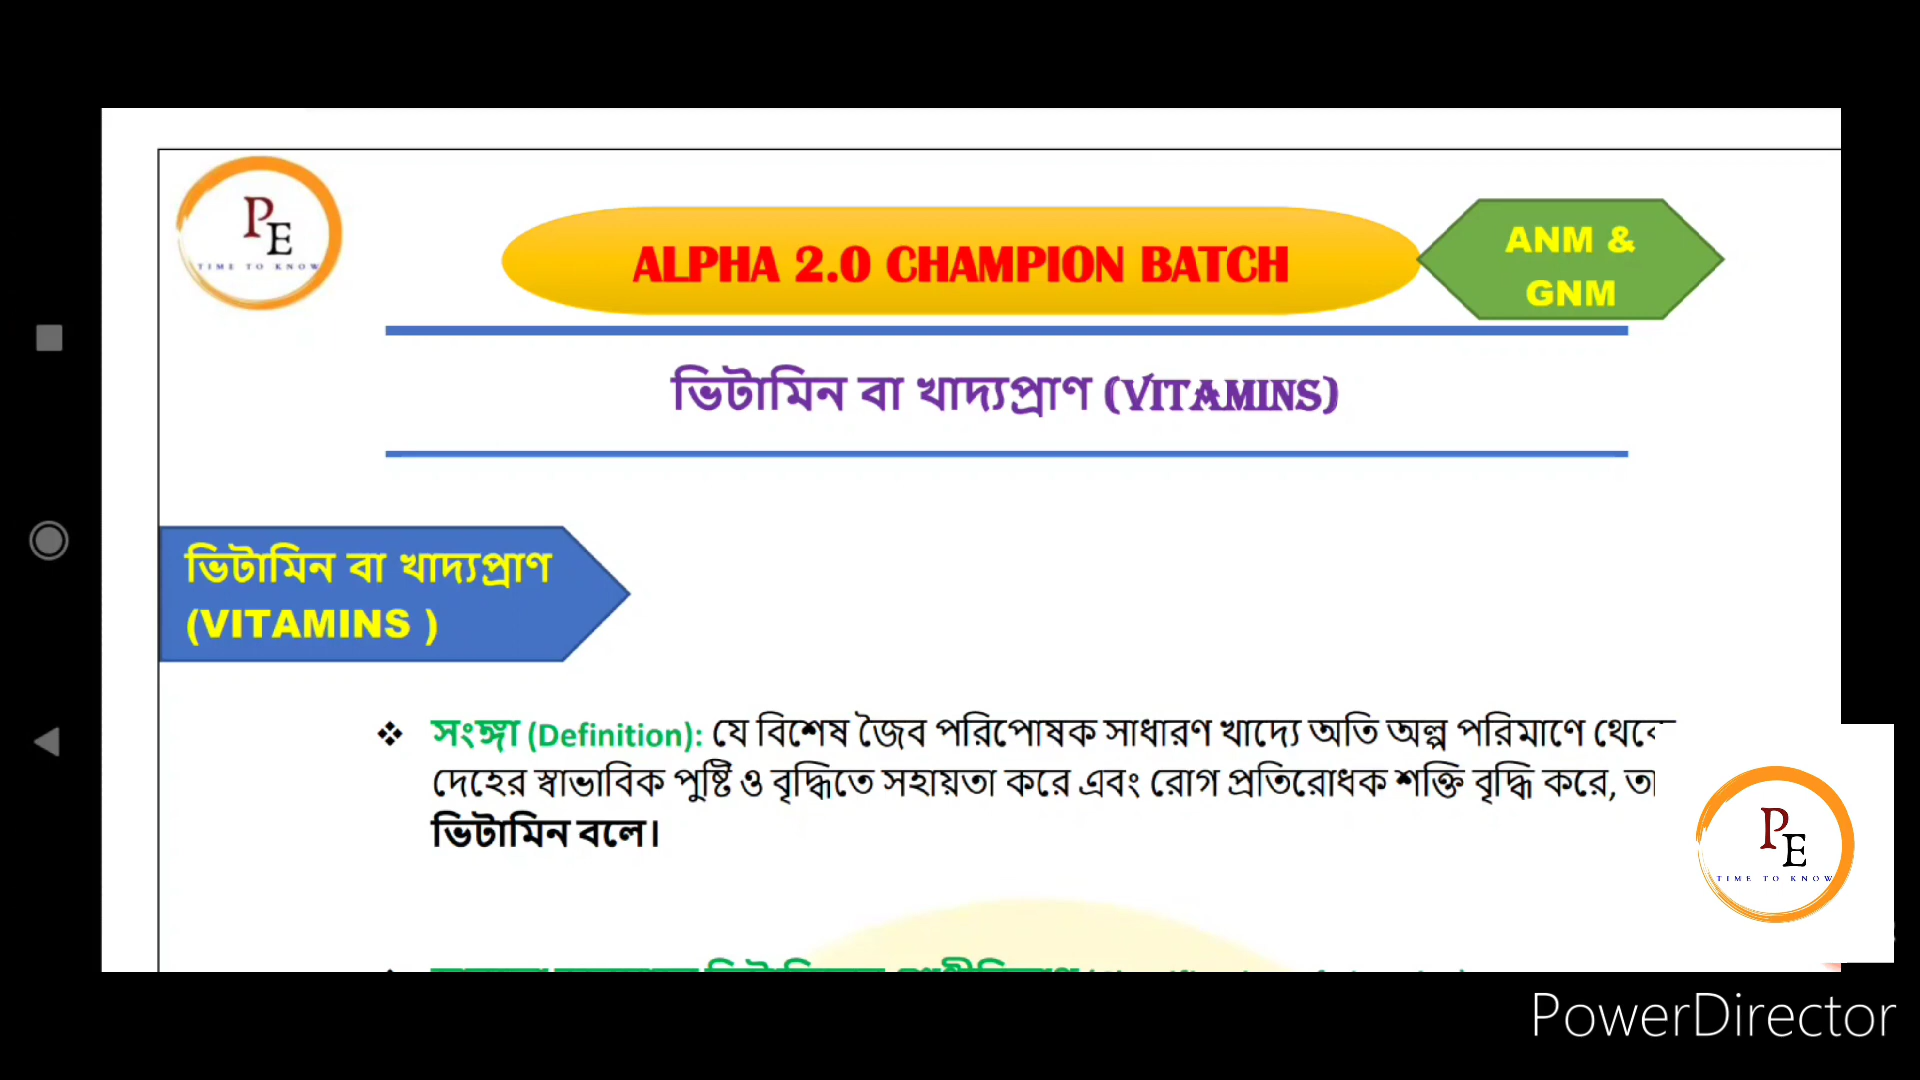 PE
TIME TO KNOW
ALPHA 2.0 CHAMPION BATCH
ANM &
GNM
ভিটামিন বা খাদ্যপ্রাণ (VITAMINS)
ভিটামিন বা খাদ্যপ্রাণ
(VITAMINS )
❖ সংজ্ঞা (Definition): যে বিশেষ জৈব পরিপোষক সাধারণ খাদ্যে অতি অল্প পরিমাণে
দেহের স্বাভাবিক পুষ্টি ও বৃদ্ধিতে সহায়তা করে এবং রোগ প্রতিরোধক শক্তি বৃদ্ধি করে,
ভিটামিন বলে।
PE
TIME TO KNOW
PowerDirector